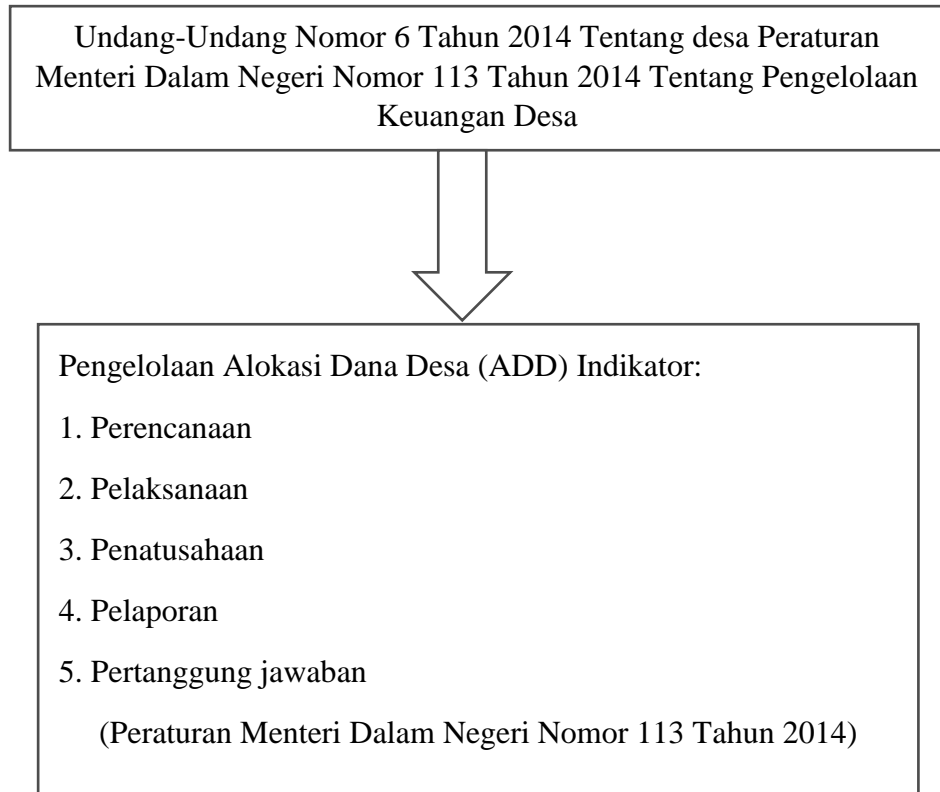 Undang-Undang Nomor 6 Tahun 2014 Tentang desa Peraturan
Menteri Dalam Negeri Nomor 113 Tahun 2014 Tentang Pengelolaan
Keuangan Desa
Pengelolaan Alokasi Dana Desa (ADD) Indikator:
1. Perencanaan
2. Pelaksanaan
3. Penatusahaan
4. Pelaporan
5. Pertanggung jawaban
(Peraturan Menteri Dalam Negeri Nomor 113 Tahun 2014)